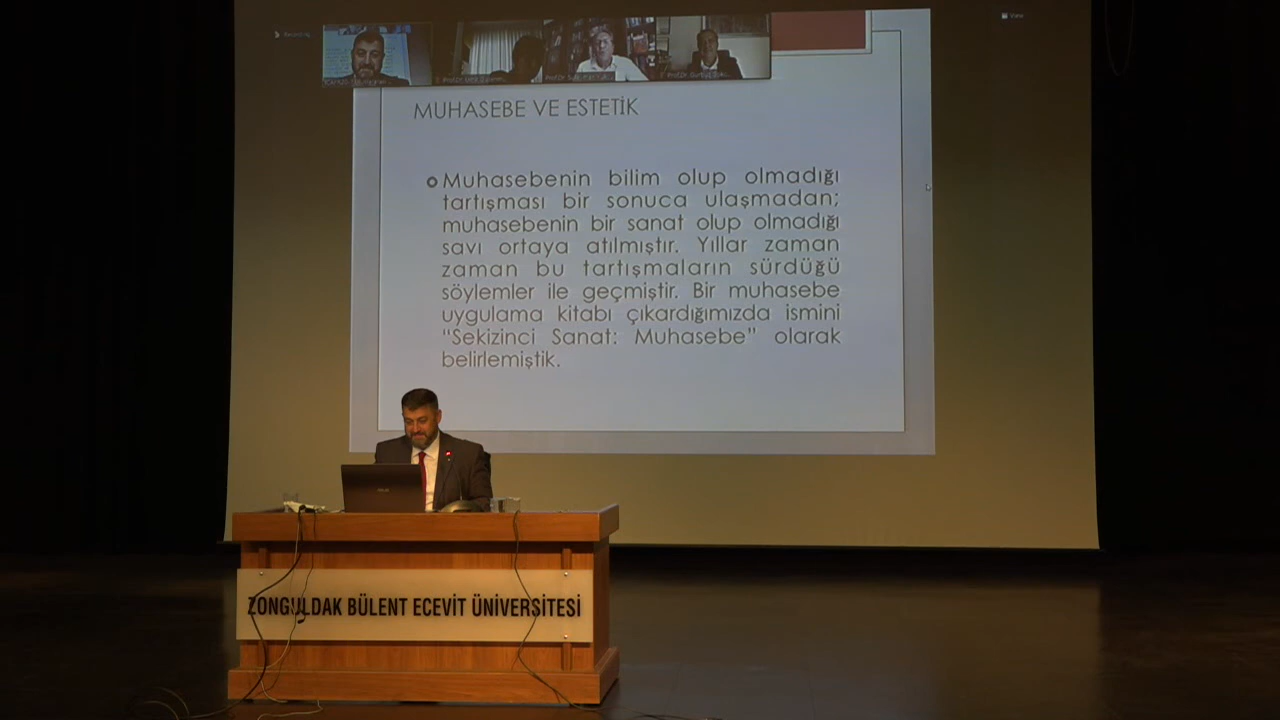 View
MUHASEBE VE ESTETİK
Muhasebenin bilim olup olmadığı
tartışması bir sonuca ulaşmadan;
muhasebenin bir sanat olup olmadığı
savı ortaya atılmıştır. Yıllar zaman
zaman bu tartışmaların sürdüğü
söylemler ile geçmiştir. Bir muhasebe
uygulama kitabı çıkardığımızda ismini
"Sekizinci Sanat: Muhasebe" olarak
belirlemiştik.
ZONGULDAK BÜLENT ECEVİT ÜNİVERSİTESİ